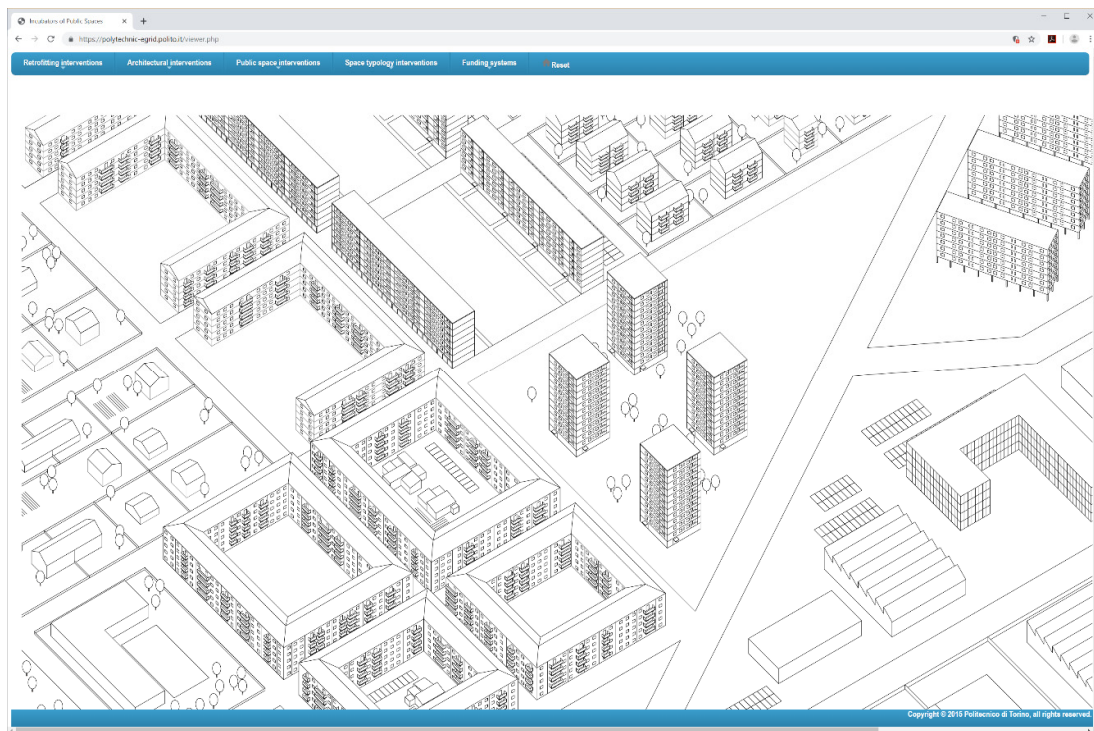 Incubators of Public Spaces
https://polytechnic-egrid.polito.it/viewer.php
Retrofitting interventions Architectural interventions Public space interventions Space typology interventions Funding systems Reset
Copyright © 2015 Politecnico di Torino, all rights reserved.